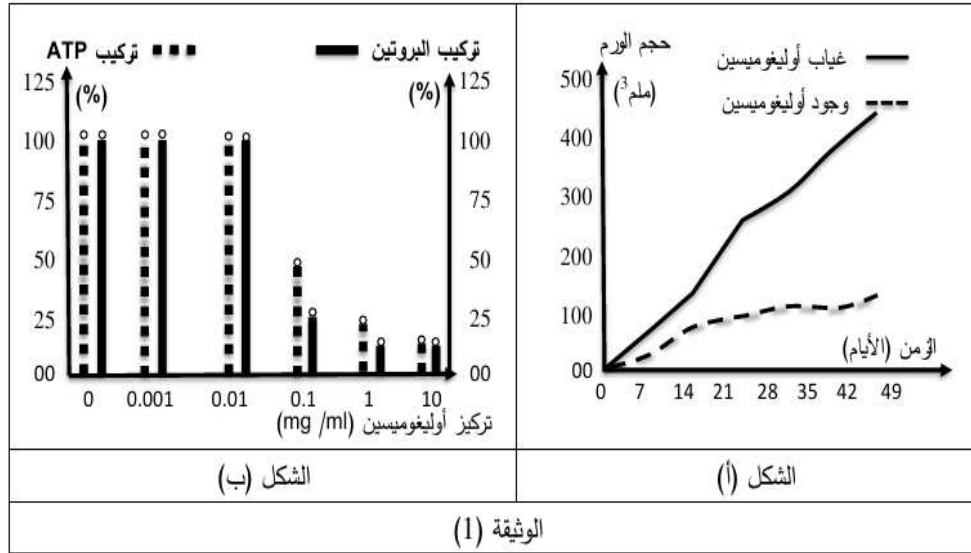 حجم الورم
(ملم³)
غياب أوليغوميسين
وجود أوليغوميسين
500
400
300
200
100
00
0 7 14 21 28 35 42 49
الزمن (الأيام)
الشكل (أ)
تركيب البروتين
تركيب ATP
(%)
(%)
125
100
75
50
25
00
125
100
75
50
25
00
0 0.001 0.01 0.1 1 10
تركيز أوليغوميسين (mg /ml)
الشكل (ب)
الوثيقة (1)